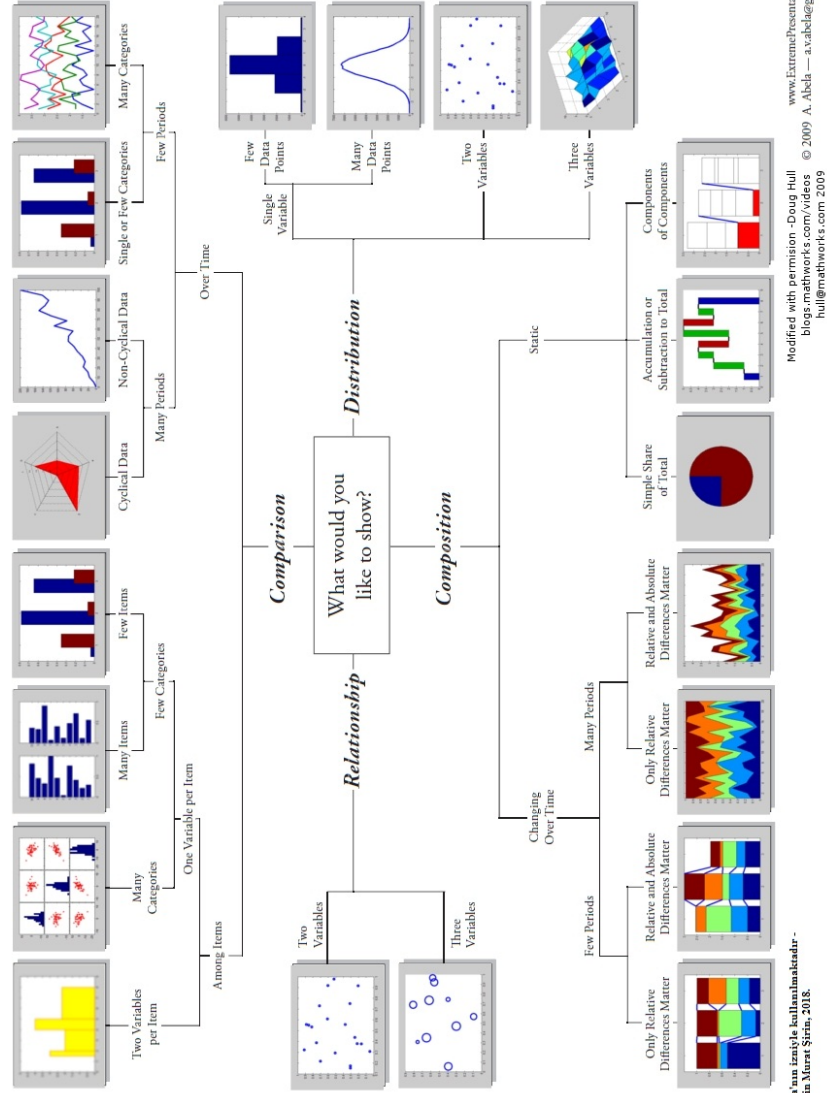 Two Variables
per Item
Many
Categories
Many Items
Few Items
Cyclical Data
Non-Cyclical Data
Single or Few Categories
Many Categories
Few Categories
Many Periods
Few Periods
One Variable per Item
Among Items
Over Time
Comparison
What would you
like to show?
Relationship
Two
Variables
Three
Variables
Distribution
Single
Variable
Few
Data
Points
Many
Data
Points
Two
Variables
Three
Variables
Composition
Changing
Over Time
Static
Few Periods
Many Periods
Only Relative
Differences Matter
Relative and Absolute
Differences Matter
Only Relative
Differences Matter
Relative and Absolute
Differences Matter
Simple Share
of Total
Accumulation or
Subtraction to Total
Components
of Components
www.ExtremePresenta
© 2009 A. Abela — a.v.abela@g
Modified with permision -Doug Hull
blogs.mathworks.com/videos
hull@mathworks.com 2009
a'nın izniyle kullanılmaktadır -
in Murat Şirin, 2018.